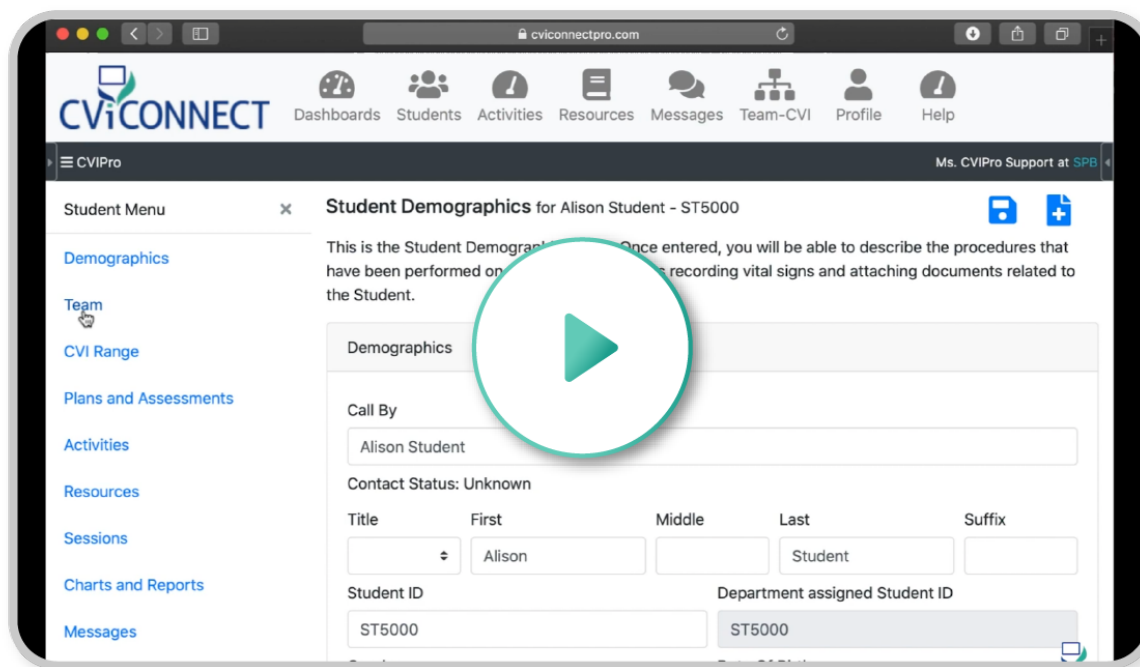 cviconnectpro.com
CViCONNECT
Dashboards Students Activities Resources Messages Team-CVI Profile Help
CVIPro
Ms. CVIPro Support at SPB
Student Menu ×
Student Demographics for Alison Student - ST5000
This is the Student Once entered, you will be able to describe the procedures that
have been performed on recording vital signs and attaching documents related to
the Student.
Demographics
Team
CVI Range
Plans and Assessments
Activities
Resources
Sessions
Charts and Reports
Messages
Demographics
Call By
Alison Student
Contact Status: Unknown
Title First Middle Last Suffix
Alison Student
Student ID Department assigned Student ID
ST5000 ST5000